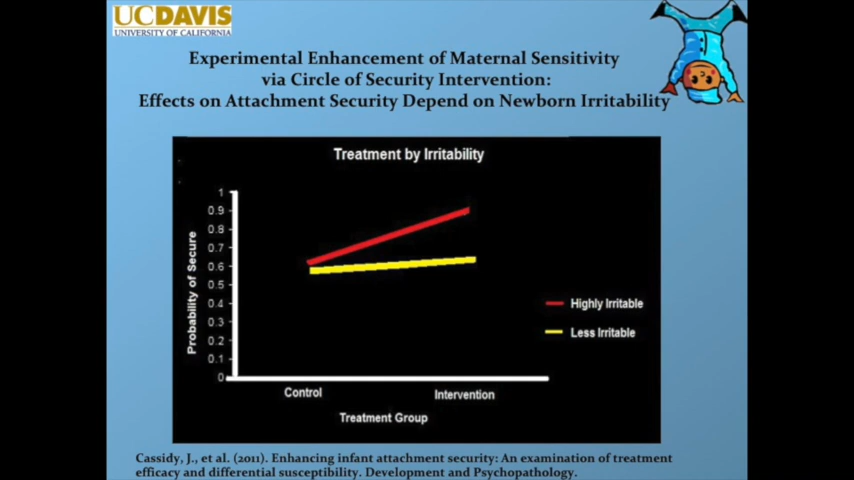 UCDAVIS
UNIVERSITY OF CALIFORNIA
Experimental Enhancement of Maternal Sensitivity
via Circle of Security Intervention:
Effects on Attachment Security Depend on Newborn Irritability
Treatment by Irritability
1
0.9
0.8
0.7
0.6
0.5
0.4
0.3
0.2
0.1
0
Probability of Secure
Highly Irritable
Less Irritable
Control Intervention
Treatment Group
Cassidy, J., et al. (2011). Enhancing infant attachment security: An examination of treatment
efficacy and differential susceptibility. Development and Psychopathology.